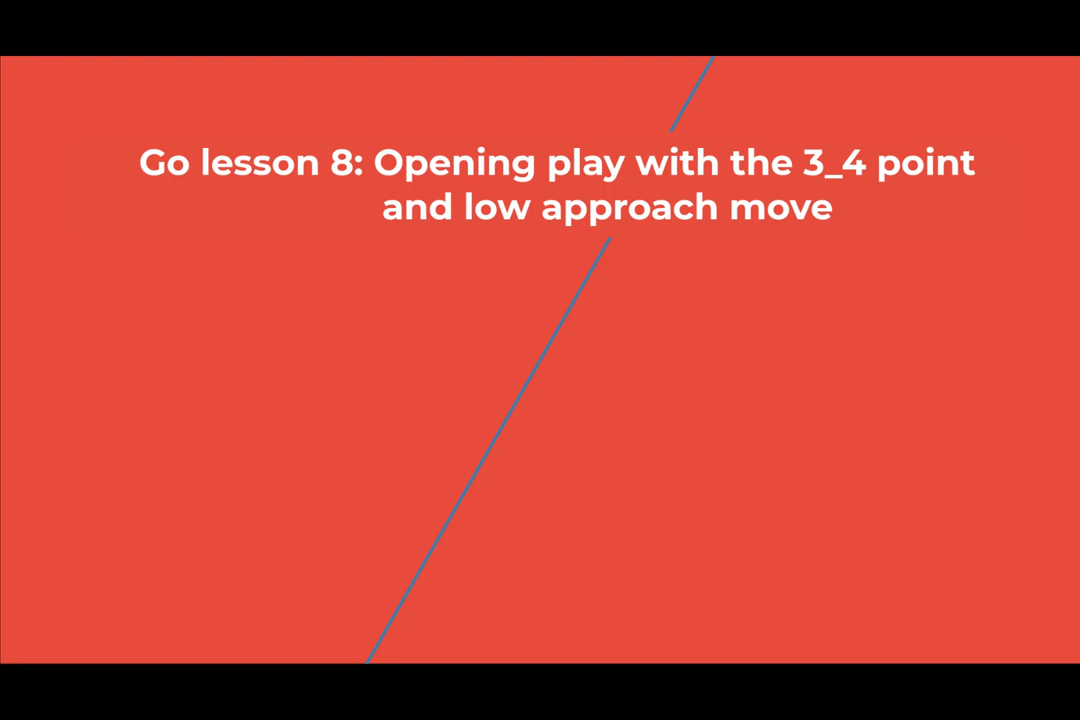 Go lesson 8: Opening play with the 3_4 point
and low approach move